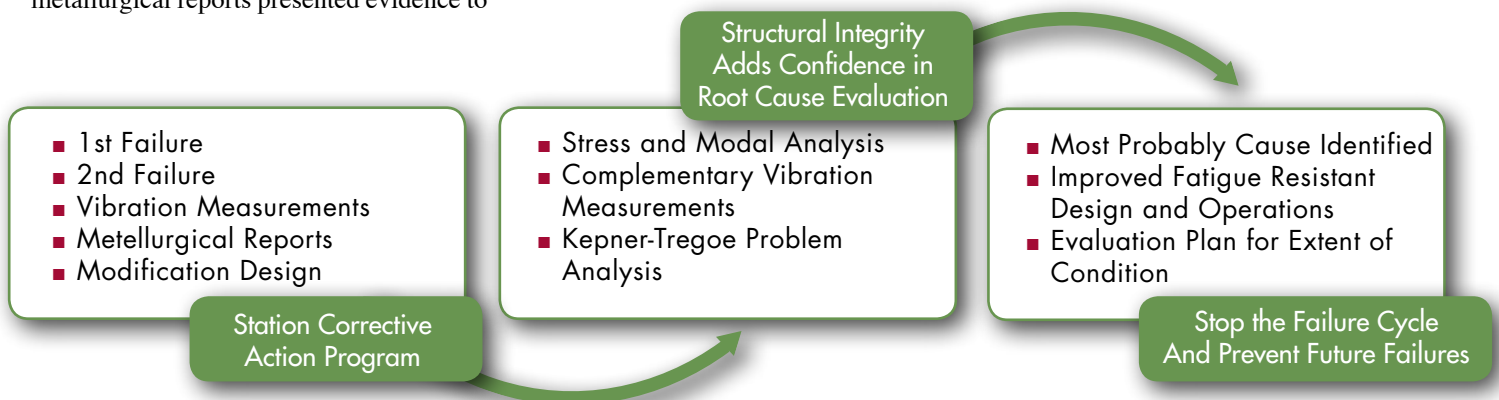 metallurgical reports presented evidence to
■ 1st Failure
■ 2nd Failure
■ Vibration Measurements
■ Metellurgical Reports
■ Modification Design
Station Corrective
Action Program
Structural Integrity
Adds Confidence in
Root Cause Evaluation
■ Stress and Modal Analysis
■ Complementary Vibration
Measurements
■ Kepner-Tregoe Problem
Analysis
■ Most Probably Cause Identified
■ Improved Fatigue Resistant
Design and Operations
■ Evaluation Plan for Extent of
Condition
Stop the Failure Cycle
And Prevent Future Failures